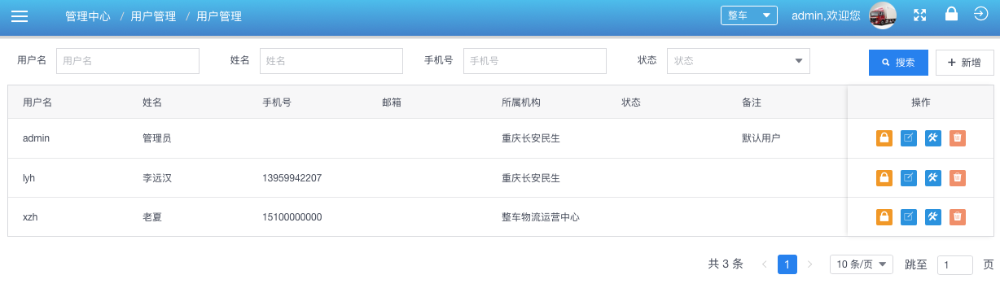 管理中心 / 用户管理 / 用户管理 整车 admin,欢迎您
用户名 用户名 姓名 姓名 手机号 手机号 状态 状态 搜索 + 新增
用户名 姓名 手机号 邮箱 所属机构 状态 备注 操作
admin 管理员 重庆长安民生 默认用户
lyh 李远汉 13959942207 重庆长安民生
xzh 老夏 15100000000 整车物流运营中心
共 3 条 < 1 > 10 条/页 跳至 1 页